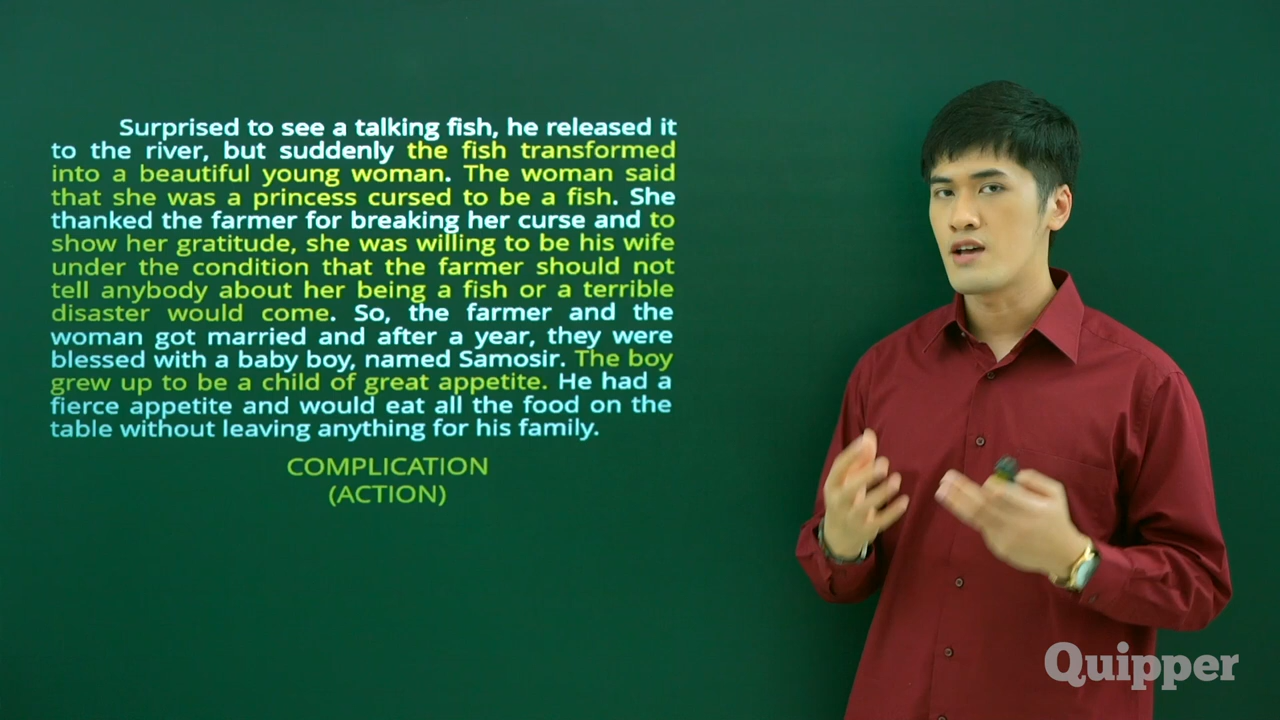 Surprised to see a talking fish, he released it
to the river, but suddenly the fish transformed
into a beautiful young woman. The woman said
that she was a princess cursed to be a fish. She
thanked the farmer for breaking her curse and to
show her gratitude, she was willing to be his wife
under the condition that the farmer should not
tell anybody about her being a fish or a terrible
disaster would come. So, the farmer and the
woman got married and after a year, they were
blessed with a baby boy, named Samosir. The boy
grew up to be a child of great appetite. He had a
fierce appetite and would eat all the food on the
table without leaving anything for his family.
COMPLICATION
(ACTION)
Quipper